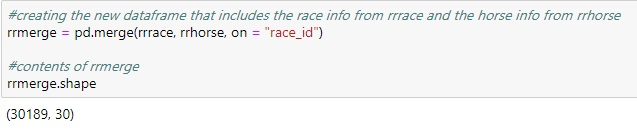 #creating the new dataframe that includes the race info from rrrace and the horse info from rrhorse
rrmerge = pd.merge(rrrace, rrhorse, on = "race_id")
#contents of rrmerge
rrmerge.shape
(30189, 30)